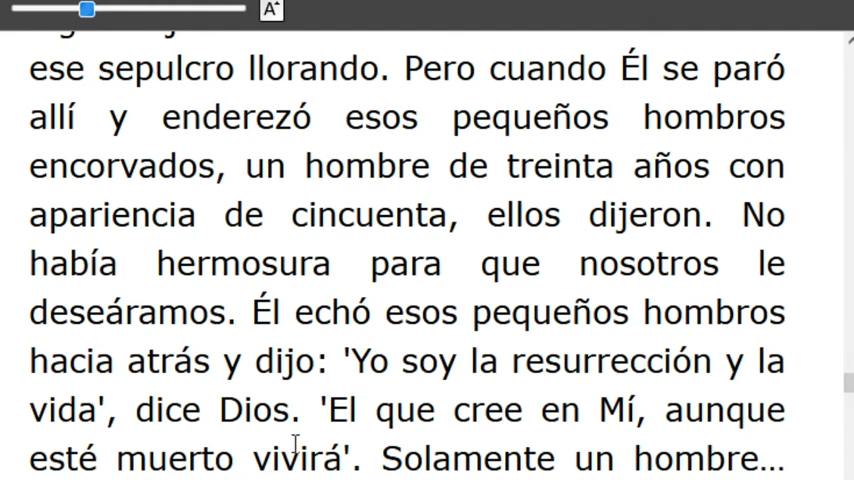 A
ese sepulcro llorando. Pero cuando Él se paró
allí y enderezó esos pequeños hombros
encorvados, un hombre de treinta años con
apariencia de cincuenta, ellos dijeron. No
había hermosura para que nosotros le
deseáramos. Él echó esos pequeños hombros
hacia atrás y dijo: 'Yo soy la resurrección y la
vida', dice Dios. 'El que cree en Mí, aunque
esté muerto vivirá'. Solamente un hombre...